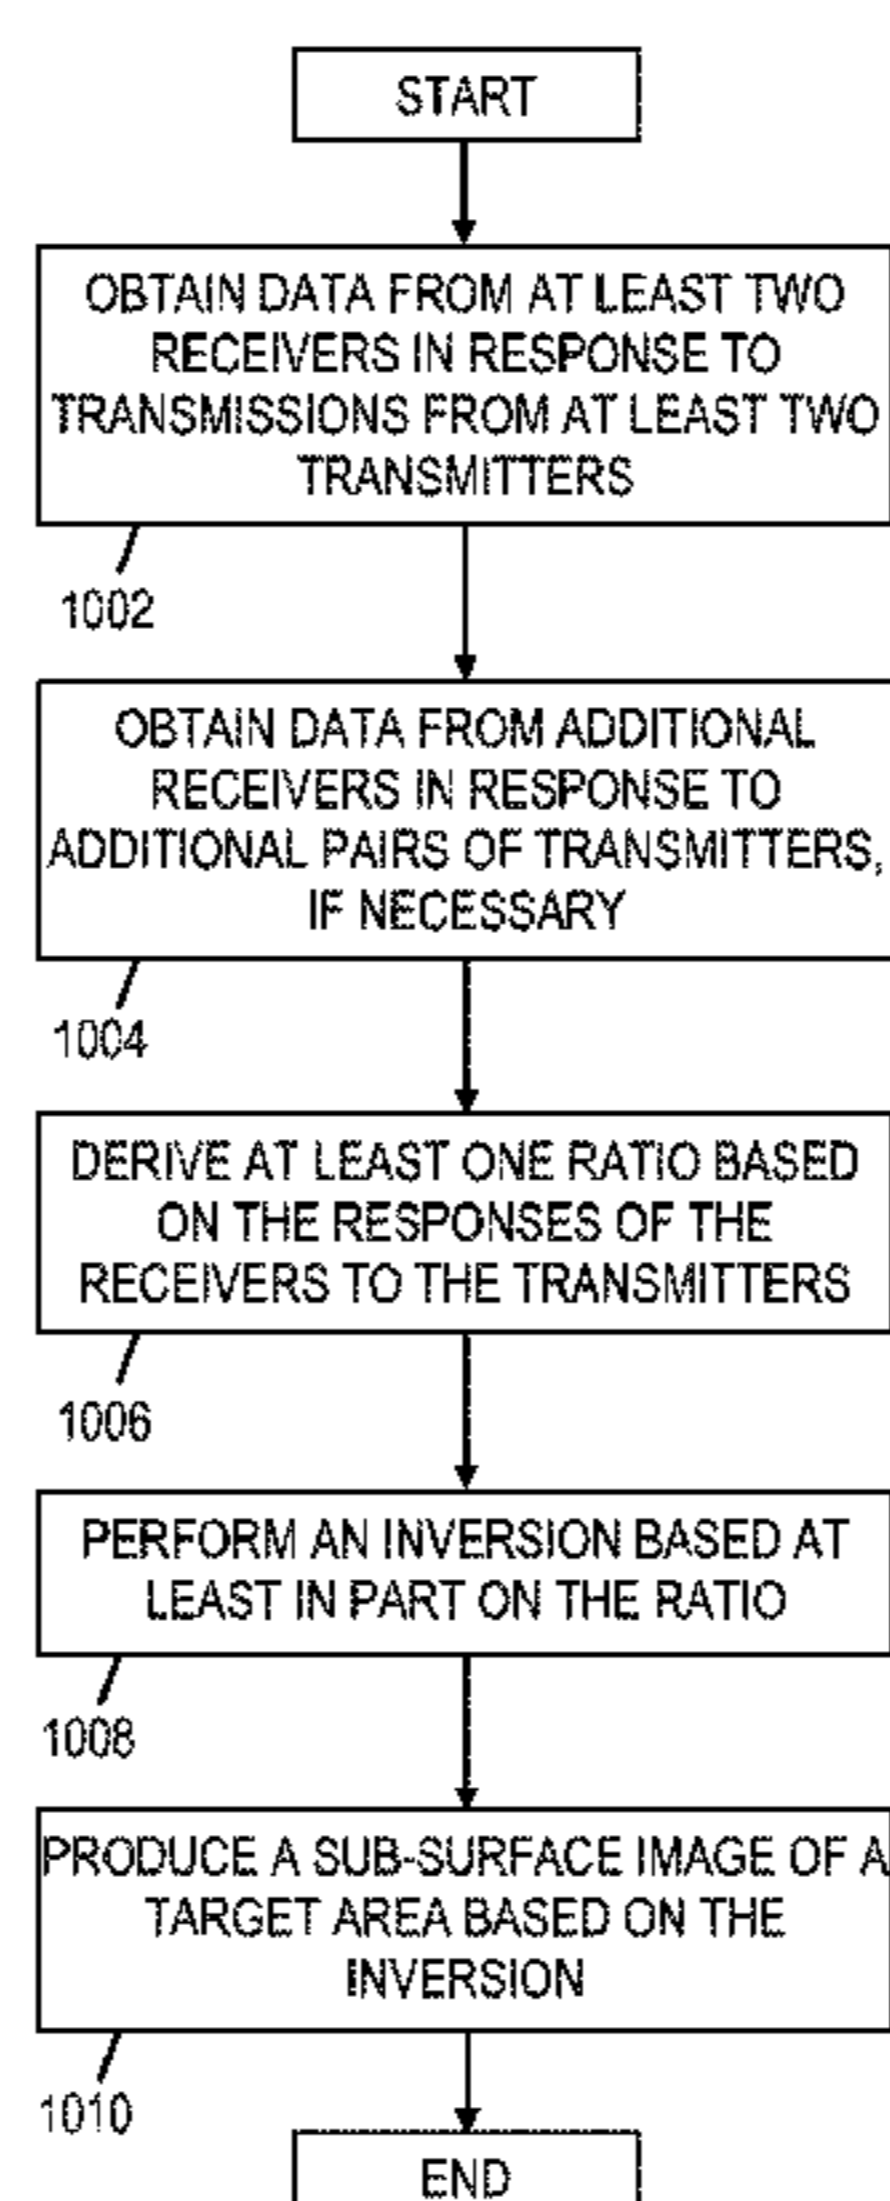 START
OBTAIN DATA FROM AT LEAST TWO
RECEIVERS IN RESPONSE TO
TRANSMISSIONS FROM AT LEAST TWO
TRANSMITTERS
1002
OBTAIN DATA FROM ADDITIONAL
RECEIVERS IN RESPONSE TO
ADDITIONAL PAIRS OF TRANSMITTERS,
IF NECESSARY
1004
DERIVE AT LEAST ONE RATIO BASED
ON THE RESPONSES OF THE
RECEIVERS TO THE TRANSMITTERS
1006
PERFORM AN INVERSION BASED AT
LEAST IN PART ON THE RATIO
1008
PRODUCE A SUB-SURFACE IMAGE OF A
TARGET AREA BASED ON THE
INVERSION
1010
END